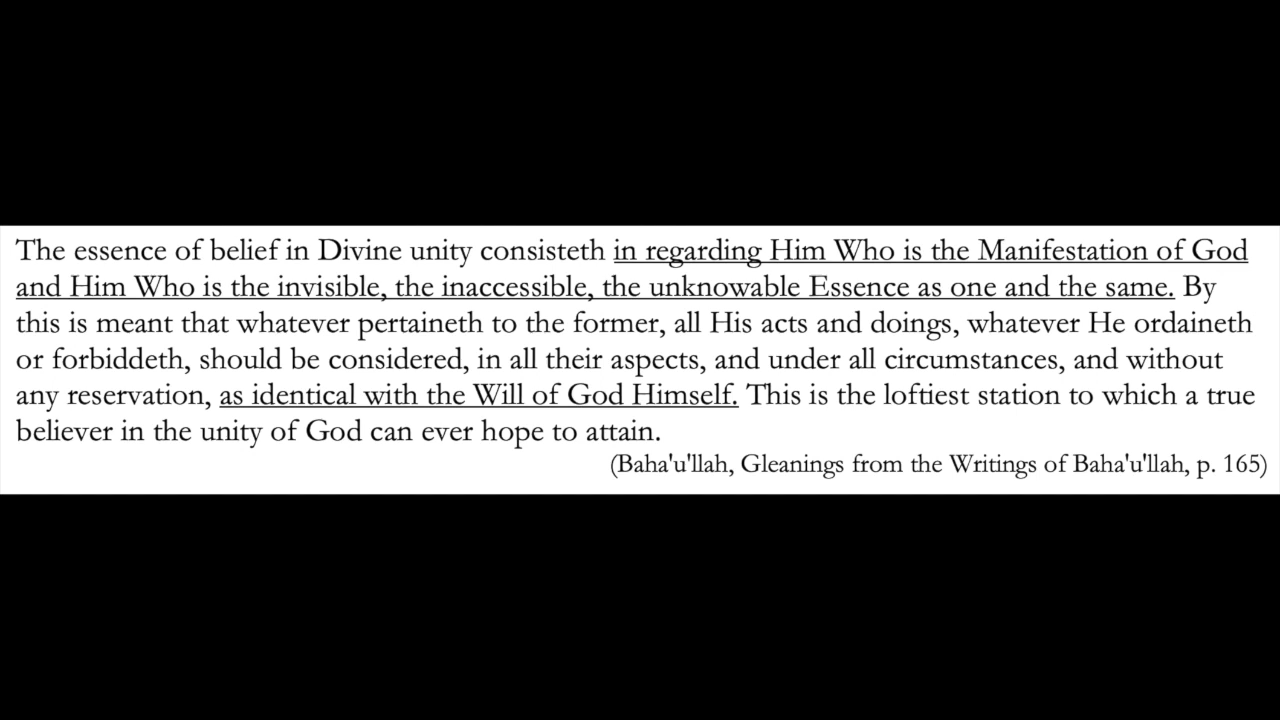 The essence of belief in Divine unity consisteth in regarding Him Who is the Manifestation of God
and Him Who is the invisible, the inaccessible, the unknowable Essence as one and the same. By
this is meant that whatever pertaineth to the former, all His acts and doings, whatever He ordaineth
or forbiddeth, should be considered, in all their aspects, and under all circumstances, and without
any reservation, as identical with the Will of God Himself. This is the loftiest station to which a true
believer in the unity of God can ever hope to attain.
(Baha'u'llah, Gleanings from the Writings of Baha'u'llah, p. 165)